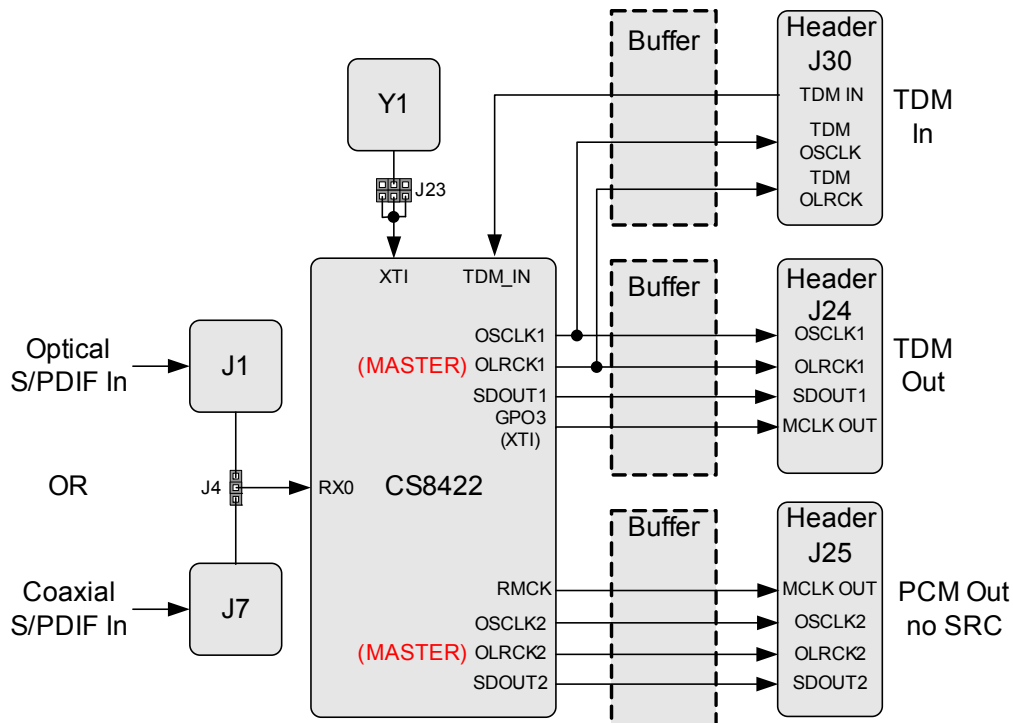 Y1
J23
Optical
S/PDIF In
J1
OR
J4
Coaxial
S/PDIF In
J7
XTI
TDM_IN
RX0
CS8422
OSCLK1
(MASTER) OLRCK1
SDOUT1
GPO3
(XTI)
RMCK
OSCLK2
(MASTER) OLRCK2
SDOUT2
Buffer
Header
J30
TDM IN
TDM
OSCLK
TDM
OLRCK
TDM
In
Buffer
Header
J24
OSCLK1
OLRCK1
SDOUT1
MCLK OUT
TDM
Out
Buffer
Header
J25
MCLK OUT
OSCLK2
OLRCK2
SDOUT2
PCM Out
no SRC